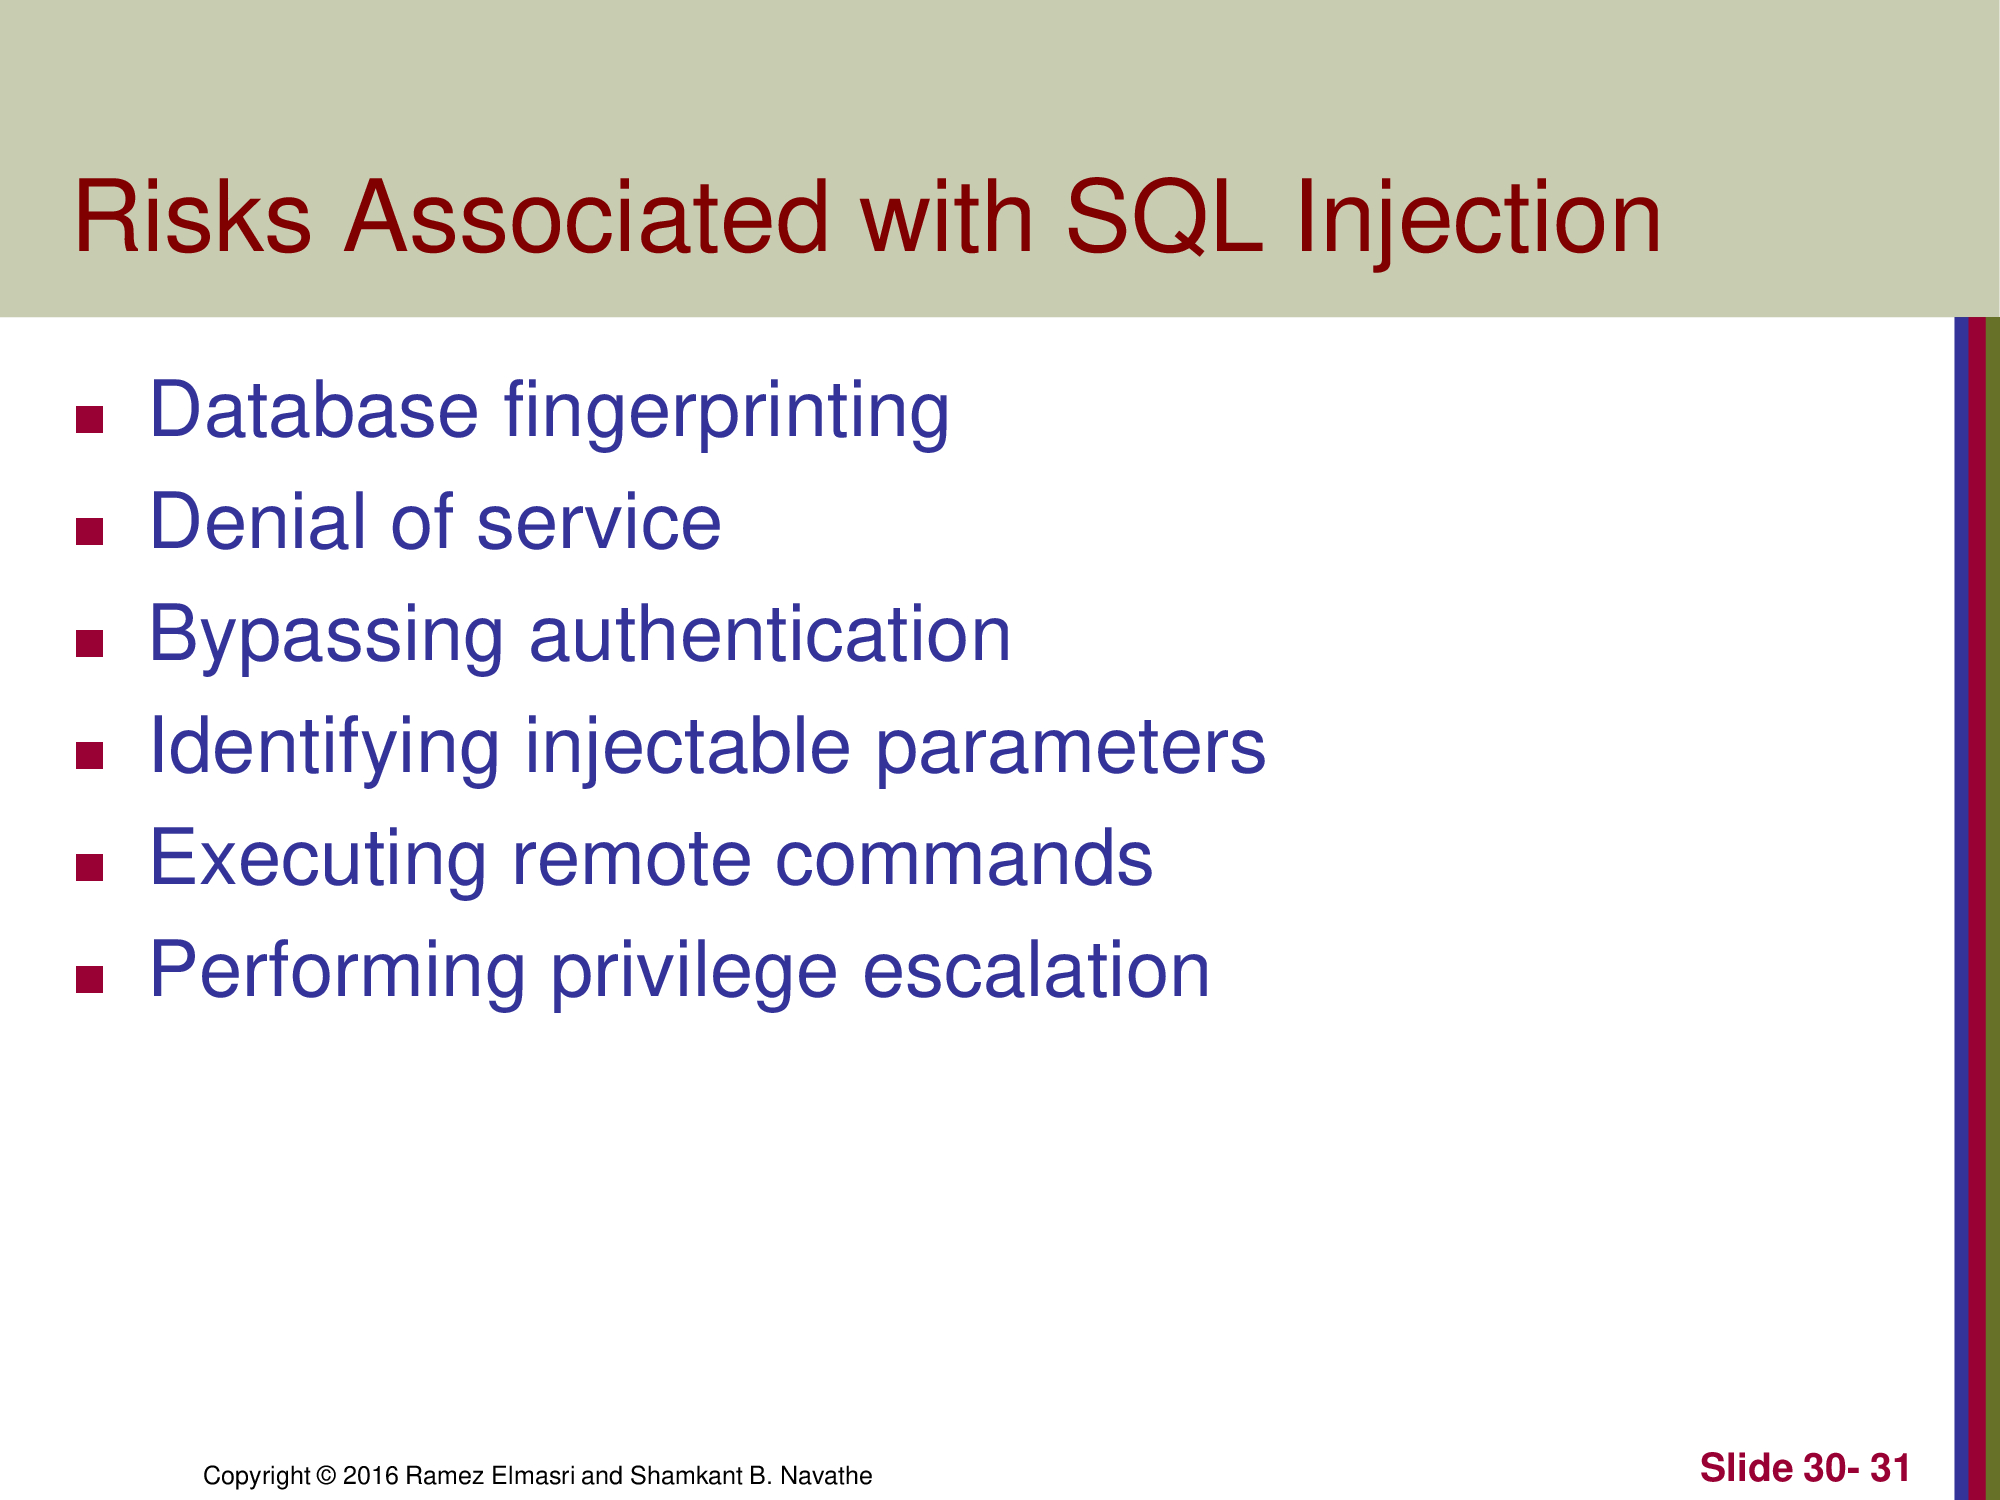 Risks Associated with SQL Injection
Database fingerprinting
Denial of service
Bypassing authentication
Identifying injectable parameters
Executing remote commands
Performing privilege escalation
Copyright © 2016 Ramez Elmasri and Shamkant B. Navathe
Slide 30- 31